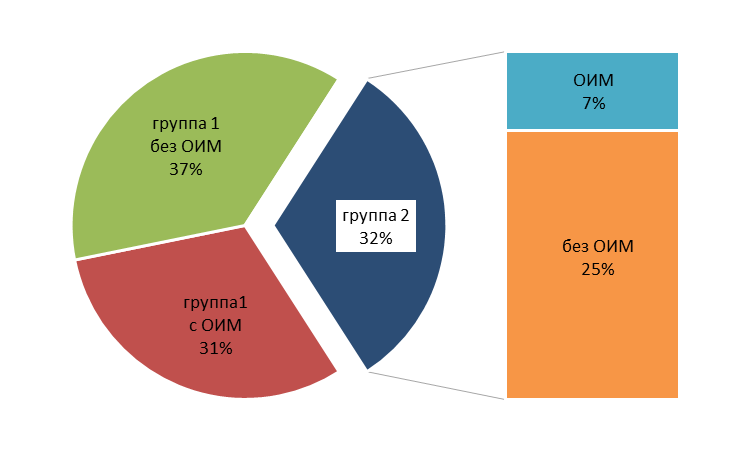 группа 1
без ОИМ
37%
группа1
с ОИМ
31%
группа 2
32%
ОИМ
7%
без ОИМ
25%